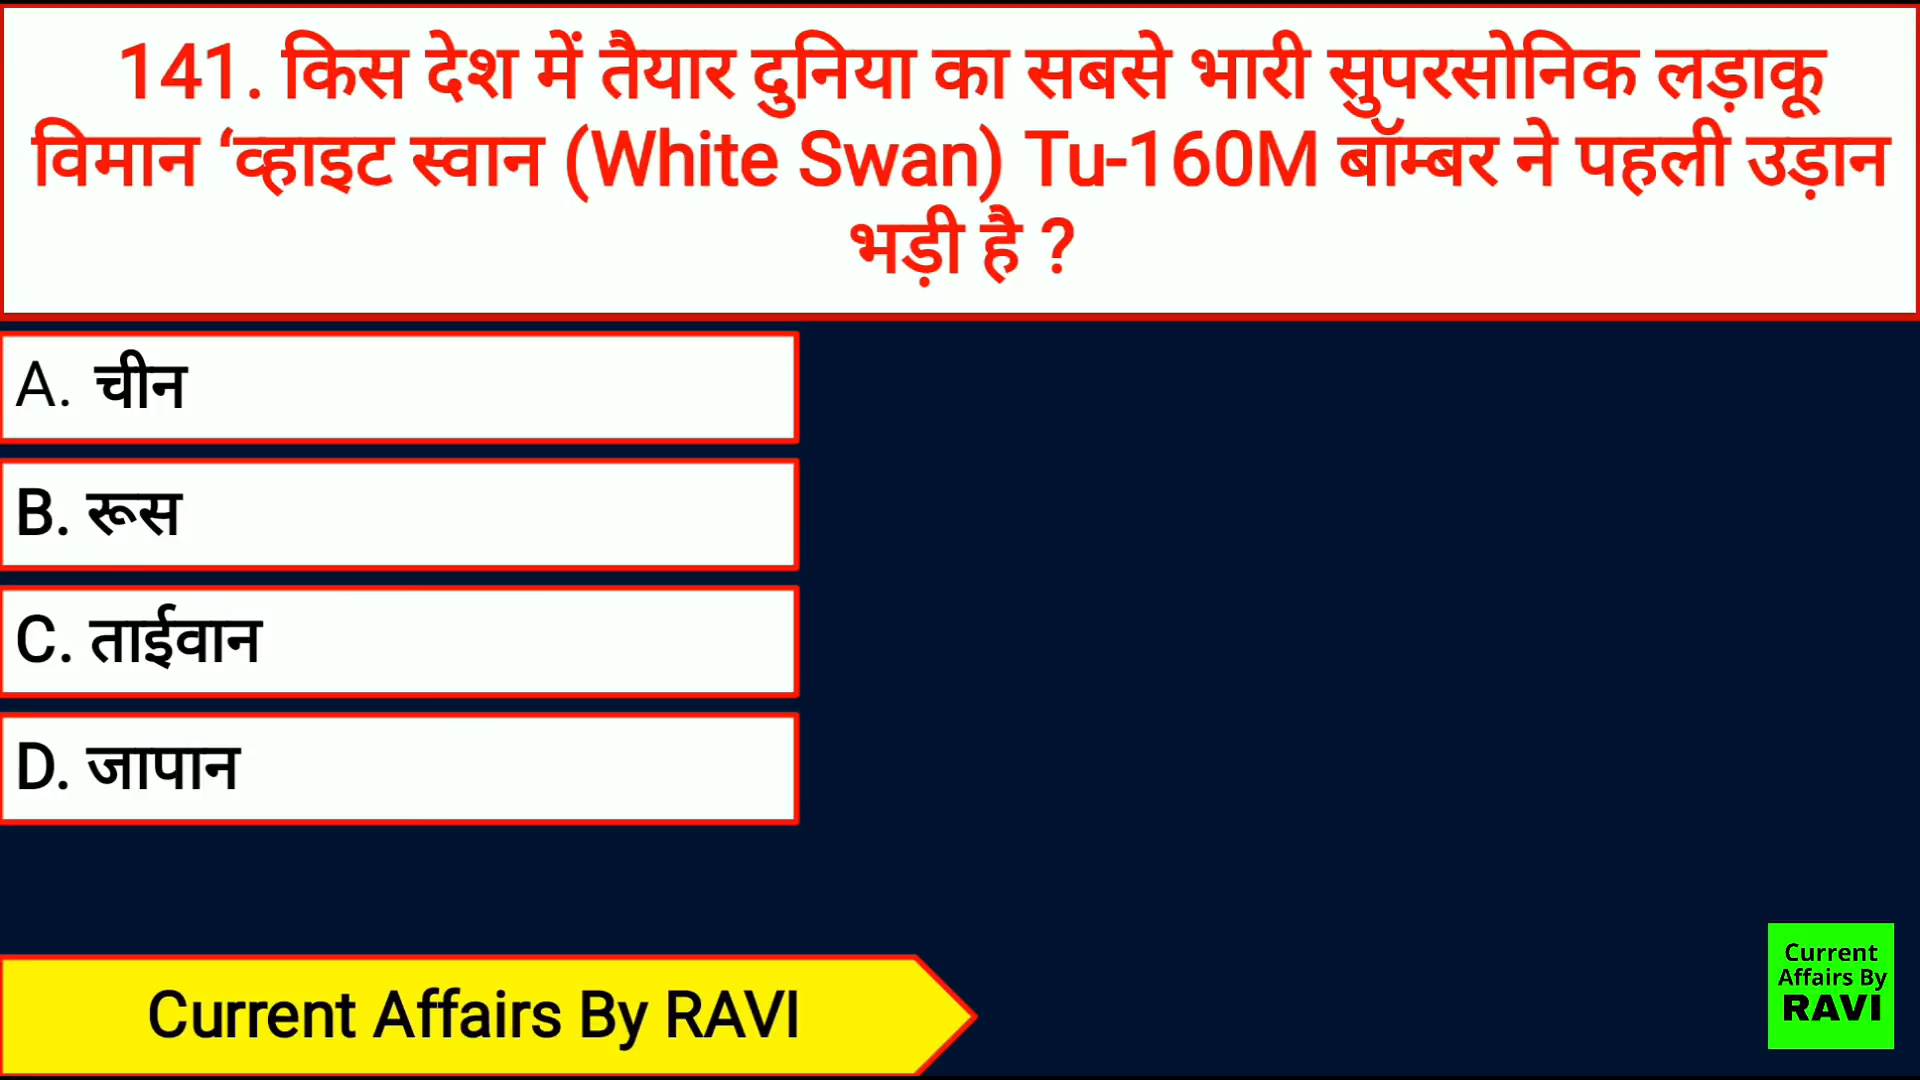 141. किस देश में तैयार दुनिया का सबसे भारी सुपरसोनिक लड़ाकू
विमान ‘व्हाइट स्वान (White Swan) Tu-160M बॉम्बर ने पहली उड़ान
भड़ी है ?
A. चीन
B. रूस
C. ताईवान
D. जापान
Current Affairs By RAVI
Current
Affairs By
RAVI